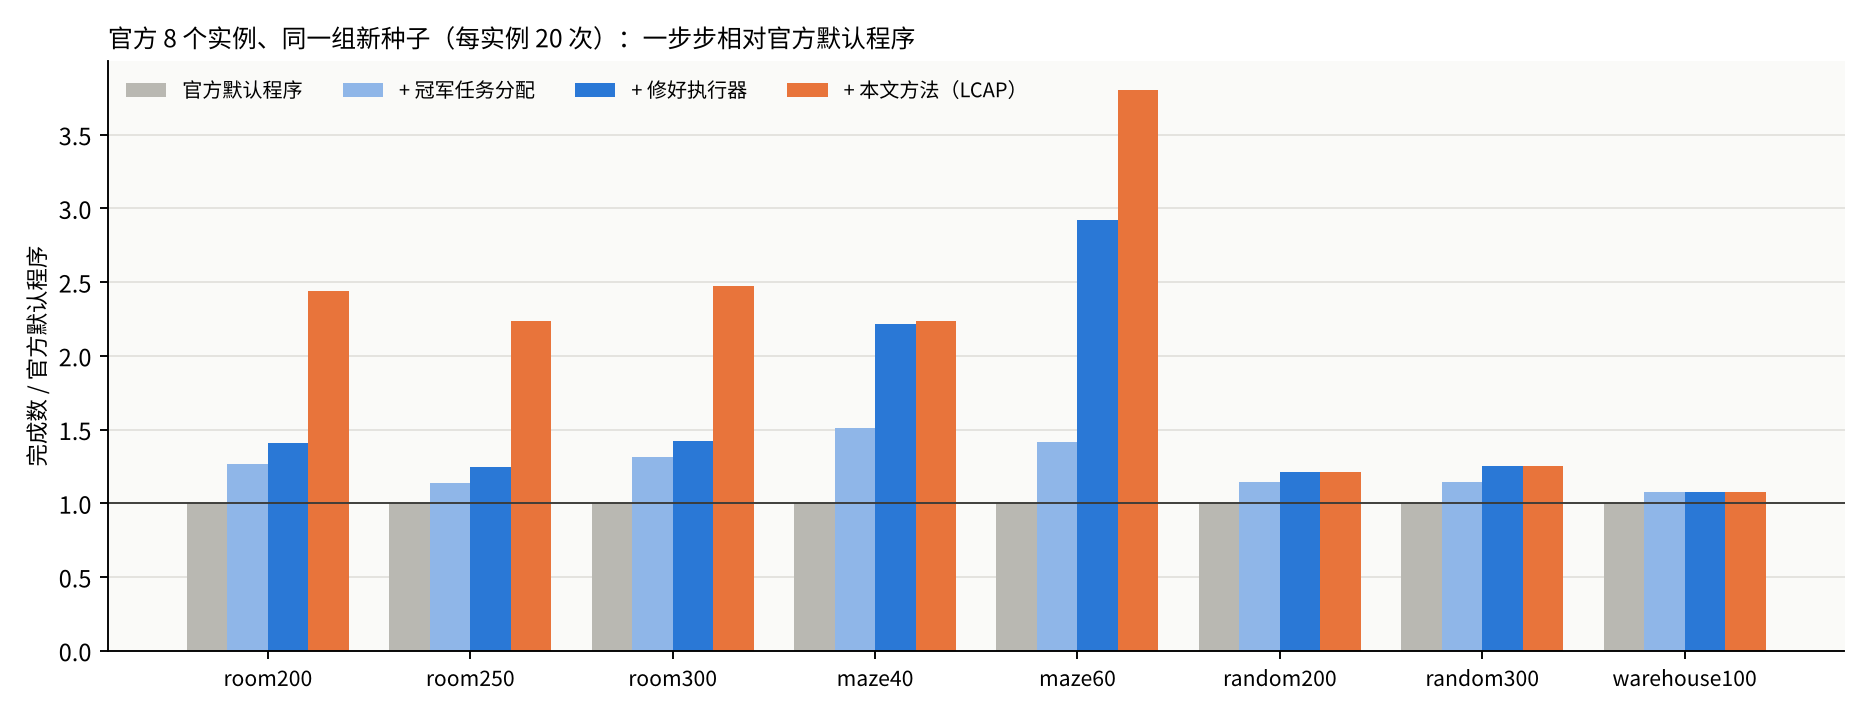 官方 8 个实例、同一组新种子（每实例 20 次）：一步步相对官方默认程序
官方默认程序
+ 冠军任务分配
+ 修好执行器
+ 本文方法（LCAP）
完成数 / 官方默认程序
3.5
3.0
2.5
2.0
1.5
1.0
0.5
0.0
room200
room250
room300
maze40
maze60
random200
random300
warehouse100